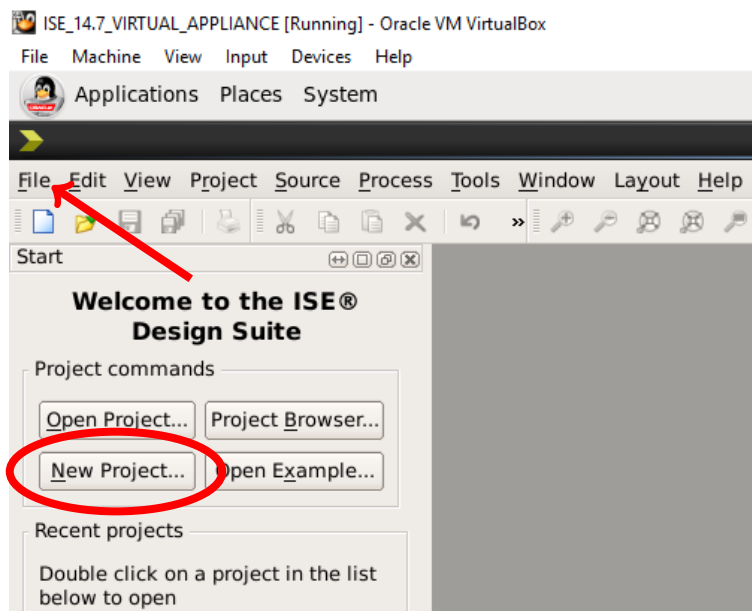 ISE_14.7_VIRTUAL_APPLIANCE [Running] - Oracle VM VirtualBox
File Machine View Input Devices Help
Applications Places System
File Edit View Project Source Process Tools Window Layout Help
»
Start
Welcome to the ISE®
Design Suite
Project commands
Open Project... Project Browser...
New Project... Open Example...
Recent projects
Double click on a project in the list
below to open